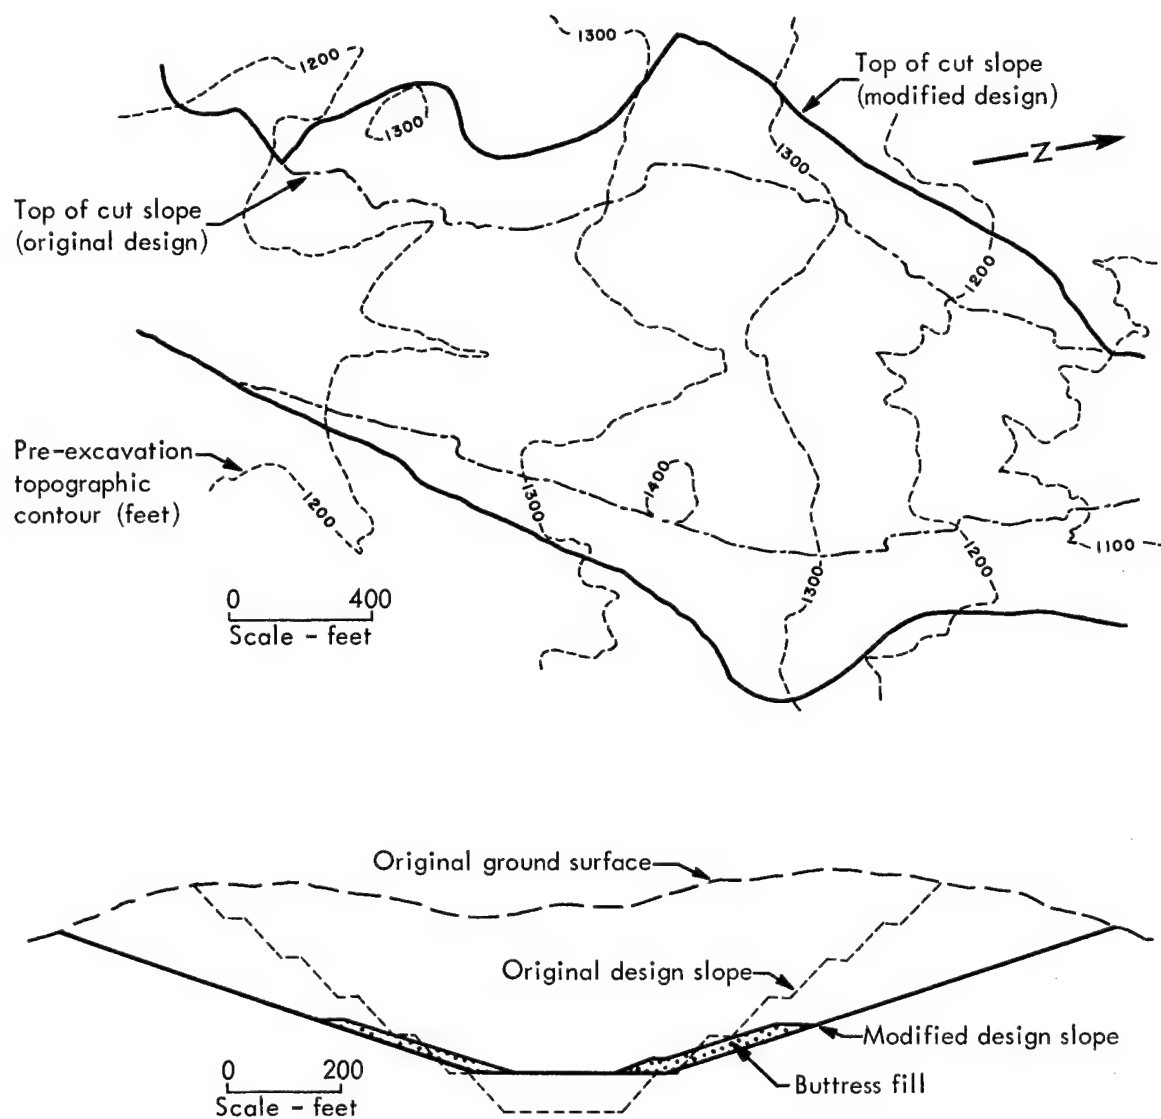 1300
1200
Top of cut slope
(modified design)
1300
1300
N
Top of cut slope
(original design)
1200
Pre-excavation
topographic
contour (feet)
1200
1300
1400
1300
1200
1100
0 400
Scale - feet
Original ground surface
Original design slope
Modified design slope
0 200
Buttress fill
Scale - feet